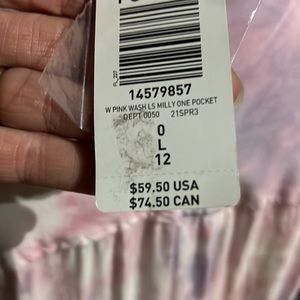 14579857
W PINK WASH LS MILLY ONE POCKET
DEPT 0050 21SPR3
0
L
12
$59.50 USA
$74.50 CAN